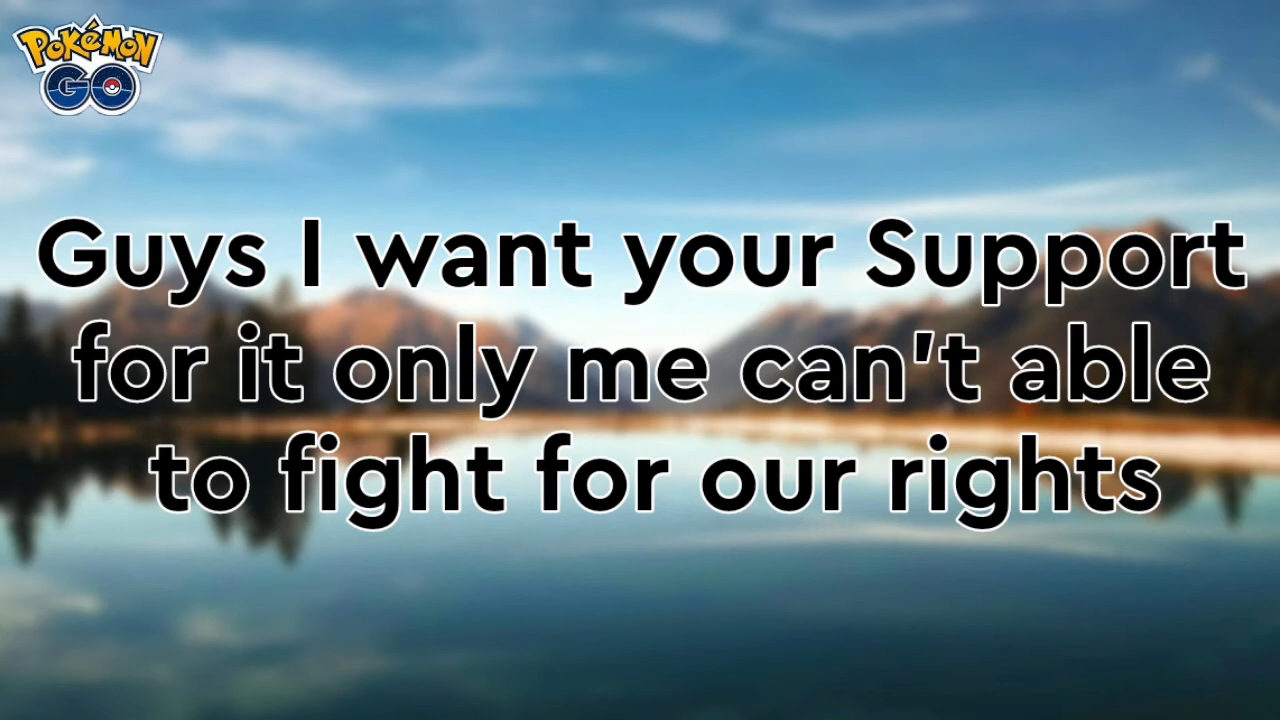 POKÉMON
GO
Guys I want your Support
for it only me can't able
to fight for our rights